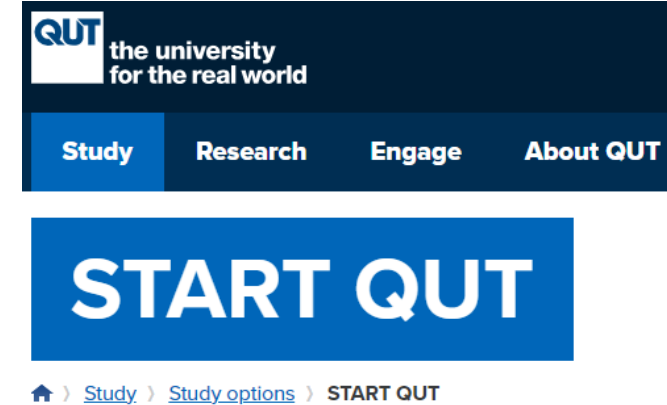 QUT
the university
for the real world
Study Research Engage About QUT
START QUT
Study Study options START QUT